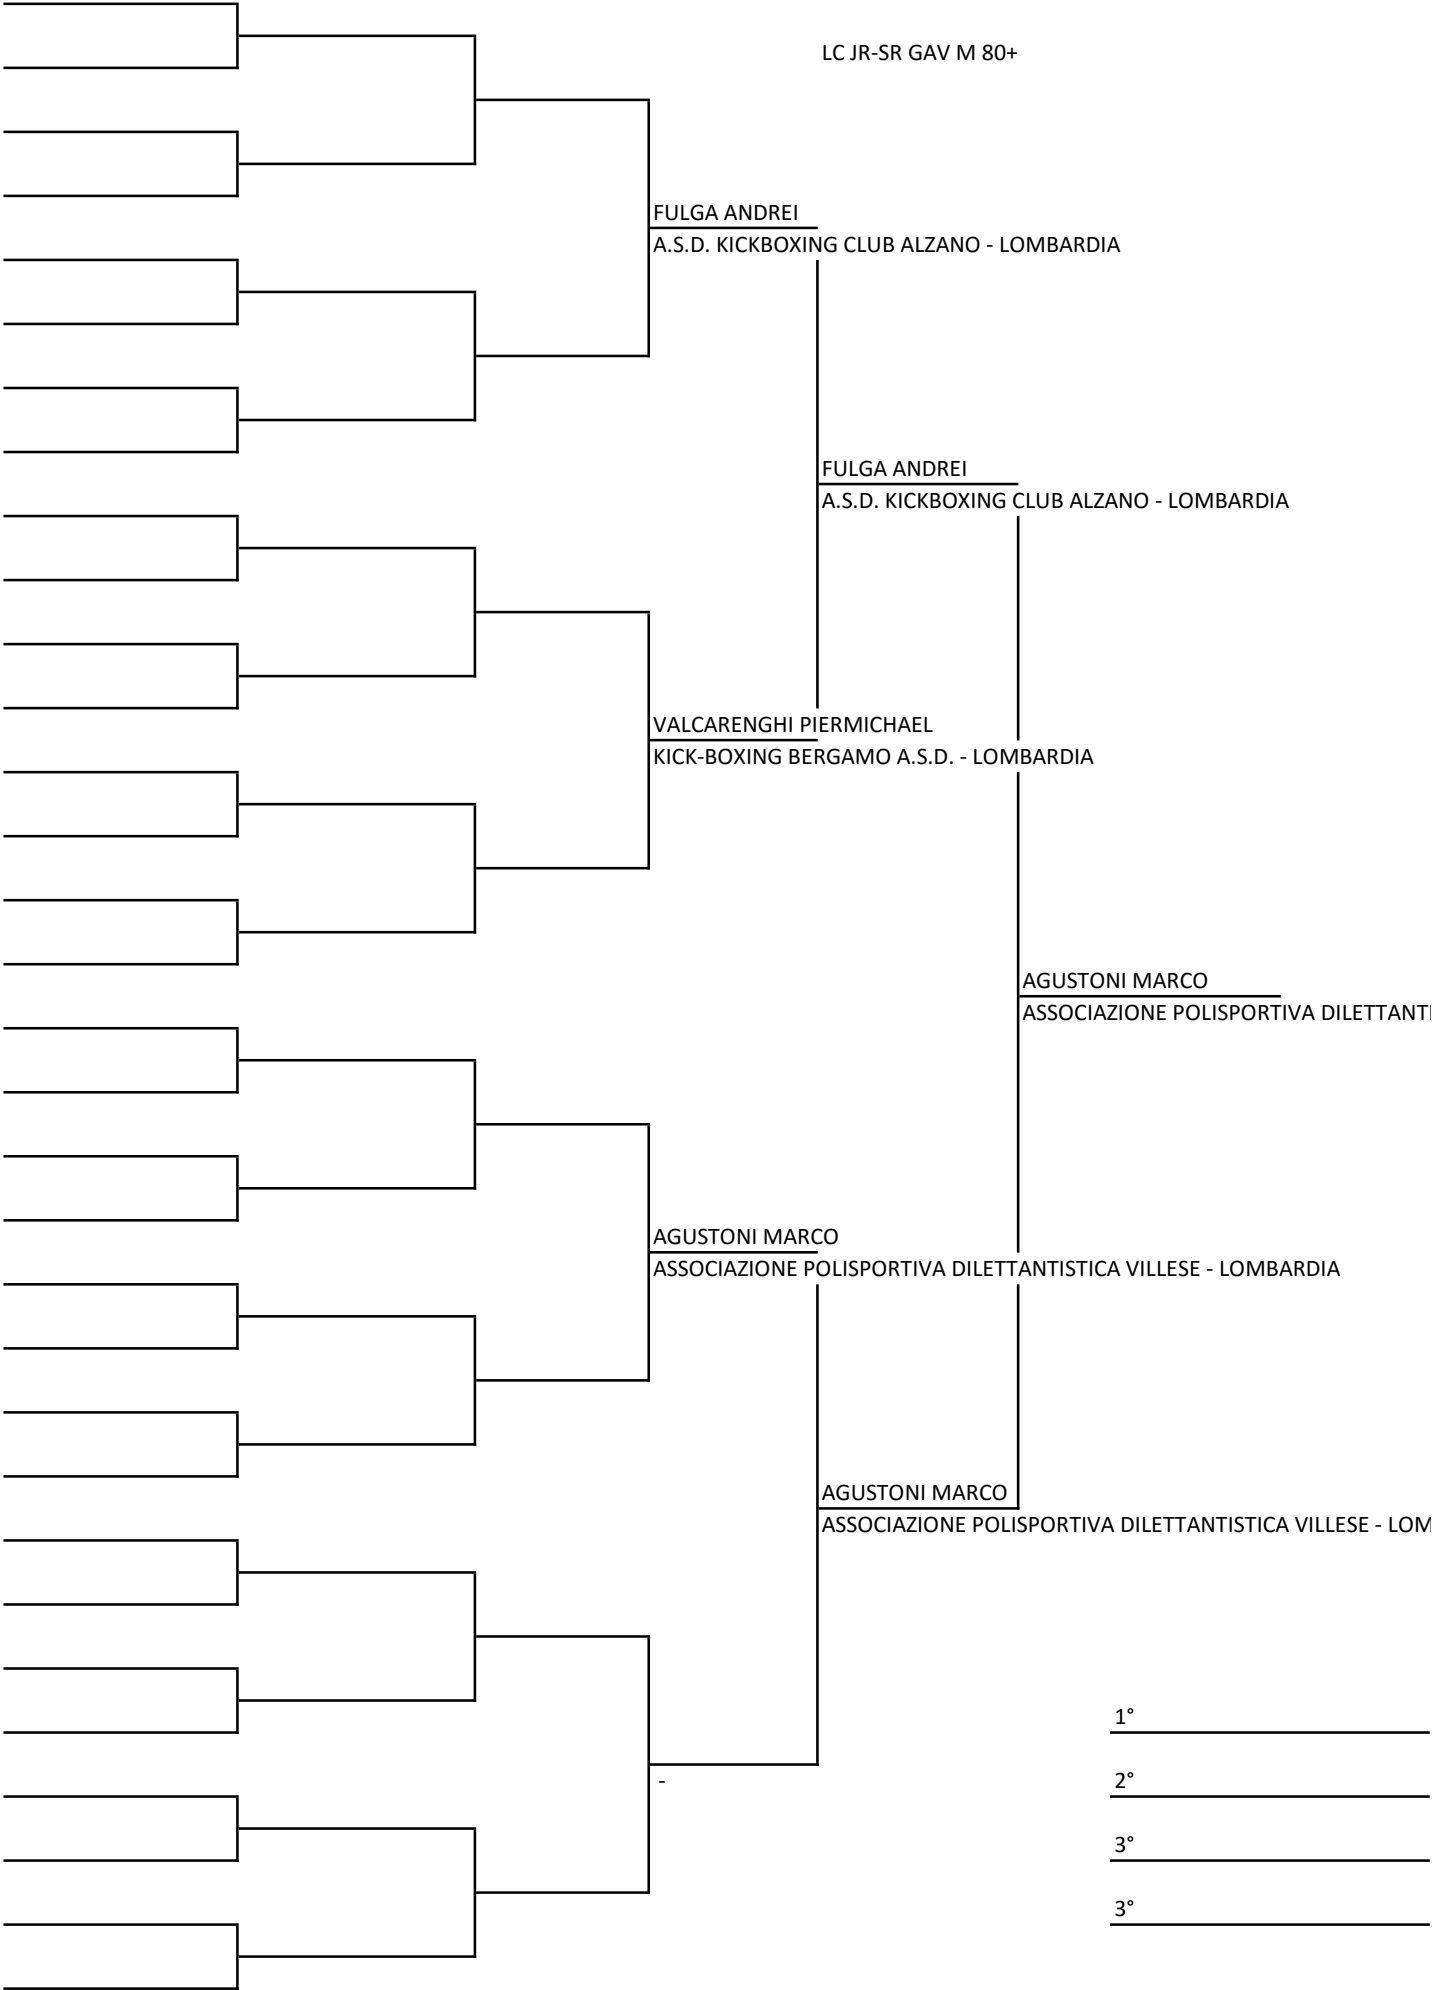 LC JR-SR GAV M 80+
FULGA ANDREI
A.S.D. KICKBOXING CLUB ALZANO - LOMBARDIA
FULGA ANDREI
A.S.D. KICKBOXING CLUB ALZANO - LOMBARDIA
VALCARENGHI PIERMICHAEL
KICK-BOXING BERGAMO A.S.D. - LOMBARDIA
AGUSTONI MARCO
ASSOCIAZIONE POLISPORTIVA DILETTANTI
AGUSTONI MARCO
ASSOCIAZIONE POLISPORTIVA DILETTANTISTICA VILLESE - LOMBARDIA
AGUSTONI MARCO
ASSOCIAZIONE POLISPORTIVA DILETTANTISTICA VILLESE - LOM
1°
-
2°
3°
3°